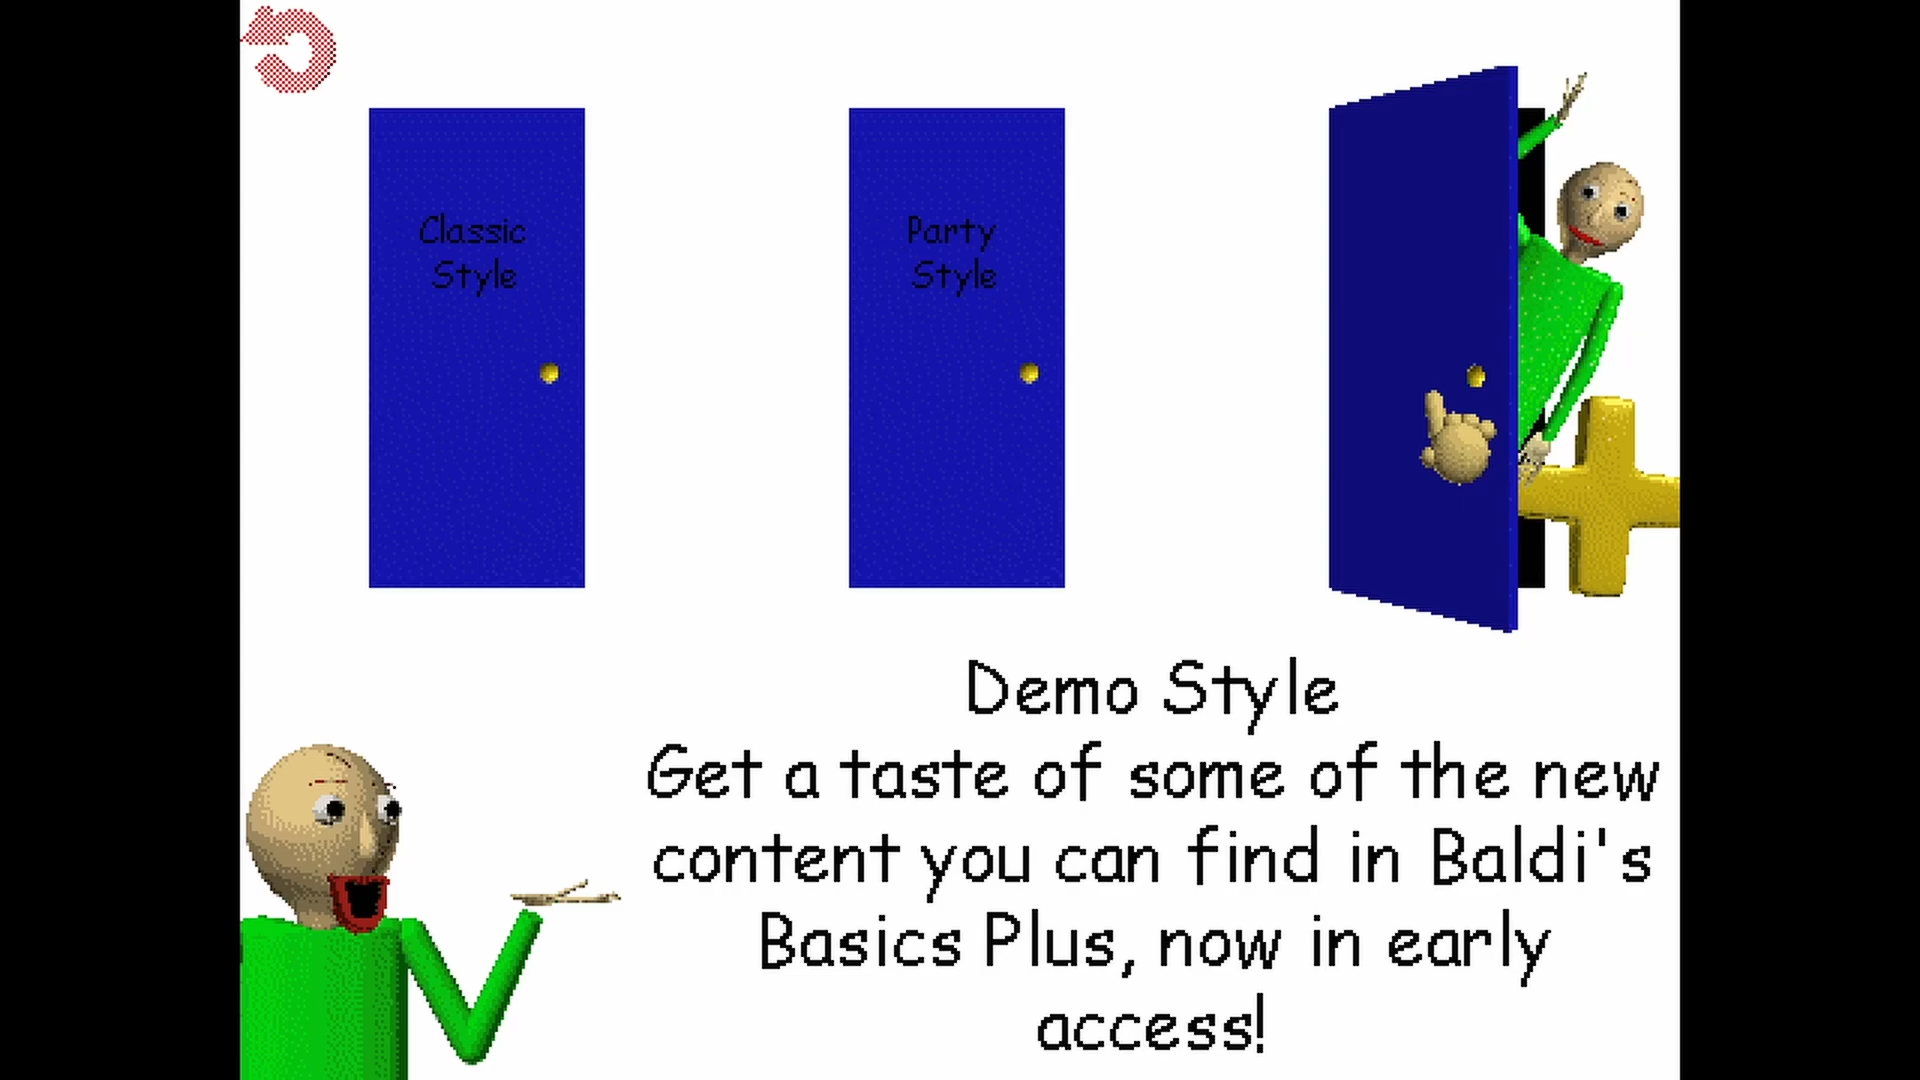 Classic
Style
Party
Style
Demo Style
Get a taste of some of the new
content you can find in Baldi's
Basics Plus, now in early
access!